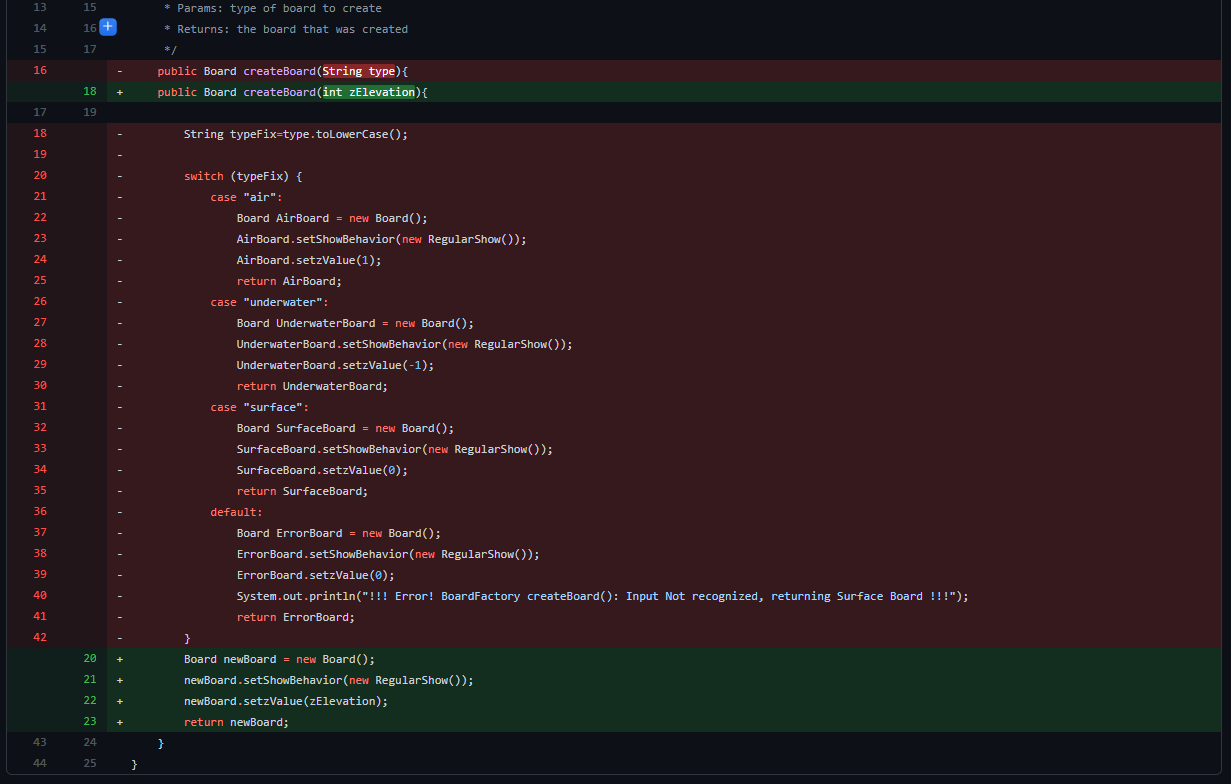 13 15 * Params: type of board to create
14 16 + * Returns: the board that was created
15 17 */
16 - public Board createBoard(String type){
18 + public Board createBoard(int zElevation){
17 19
18 - String typeFix=type.toLowerCase();
19 -
20 - switch (typeFix) {
21 - case "air":
22 - Board AirBoard = new Board();
23 - AirBoard.setShowBehavior(new RegularShow());
24 - AirBoard.setzValue(1);
25 - return AirBoard;
26 - case "underwater":
27 - Board UnderwaterBoard = new Board();
28 - UnderwaterBoard.setShowBehavior(new RegularShow());
29 - UnderwaterBoard.setzValue(-1);
30 - return UnderwaterBoard;
31 - case "surface":
32 - Board SurfaceBoard = new Board();
33 - SurfaceBoard.setShowBehavior(new RegularShow());
34 - SurfaceBoard.setzValue(0);
35 - return SurfaceBoard;
36 - default:
37 - Board ErrorBoard = new Board();
38 - ErrorBoard.setShowBehavior(new RegularShow());
39 - ErrorBoard.setzValue(0);
40 - System.out.println("!!! Error! BoardFactory createBoard(): Input Not recognized, returning Surface Board !!!");
41 - return ErrorBoard;
42 - }
20 + Board newBoard = new Board();
21 + newBoard.setShowBehavior(new RegularShow());
22 + newBoard.setzValue(zElevation);
23 + return newBoard;
43 24 }
44 25 }